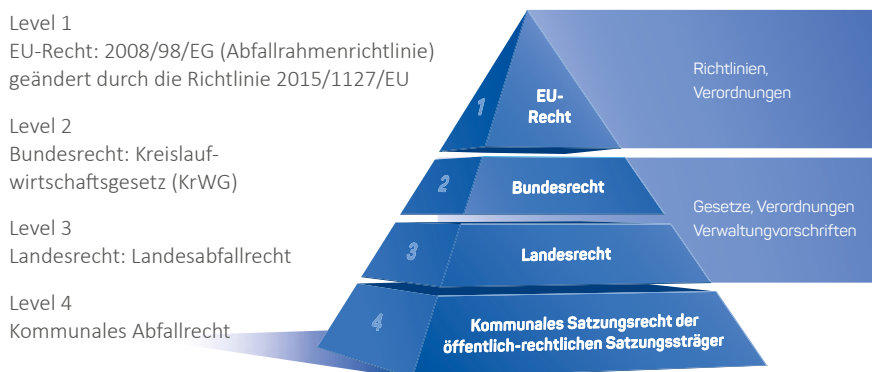 Level 1
EU-Recht: 2008/98/EG (Abfallrahmenrichtlinie)
geändert durch die Richtlinie 2015/1127/EU
Level 2
Bundesrecht: Kreislauf-
wirtschaftsgesetz (KrWG)
Level 3
Landesrecht: Landesabfallrecht
Level 4
Kommunales Abfallrecht
1
EU-
Recht
Richtlinien,
Verordnungen
2
Bundesrecht
Gesetze, Verordnungen
Verwaltungvorschriften
3
Landesrecht
4
Kommunales Satzungsrecht der
öffentlich-rechtlichen Satzungssträger